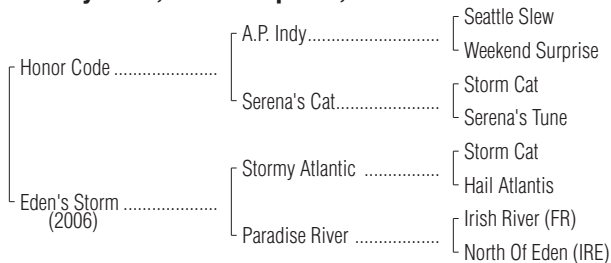 Seattle Slew
A.P. Indy
Weekend Surprise
Honor Code
Storm Cat
Serena's Cat
Serena's Tune
Storm Cat
Stormy Atlantic
Hail Atlantis
Eden's Storm
(2006)
Irish River (FR)
Paradise River
North Of Eden (IRE)